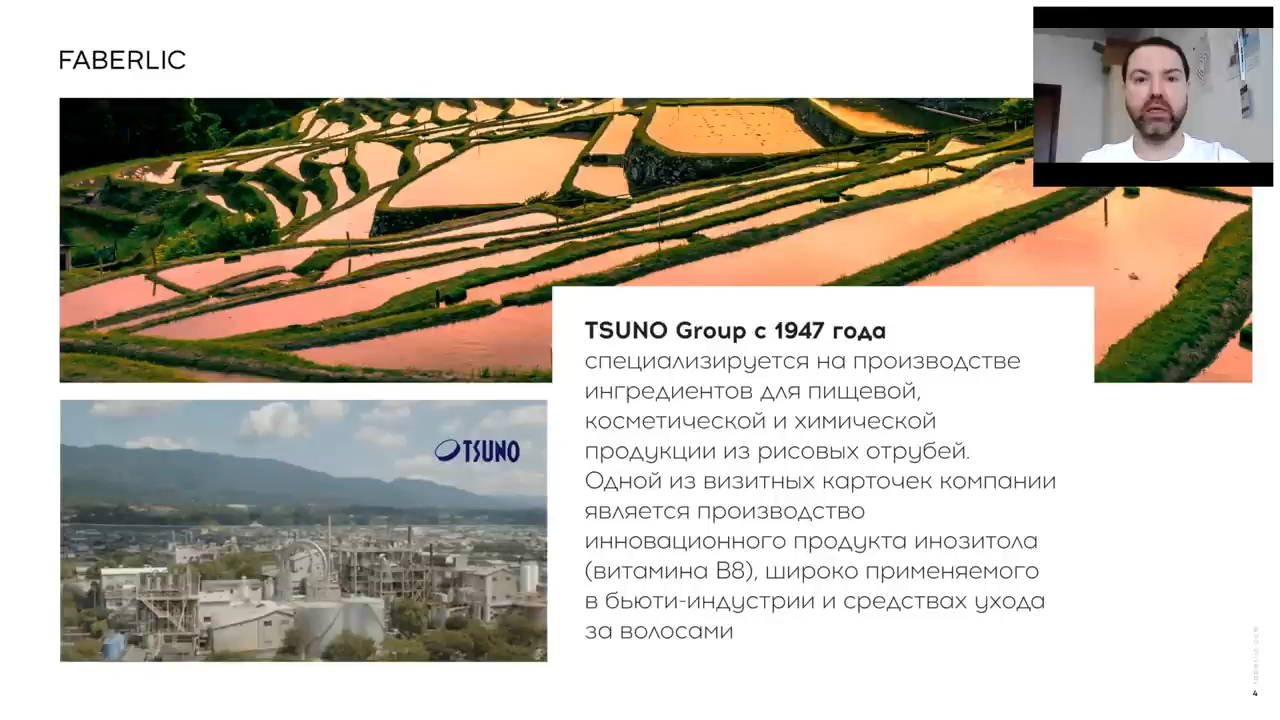 FABERLIC
TSUNO Group с 1947 года
специализируется на производстве
ингредиентов для пищевой,
косметической и химической
продукции из рисовых отрубей.
Одной из визитных карточек компании
является производство
инновационного продукта инозитола
(витамина В8), широко применяемого
в бьюти-индустрии и средствах ухода
за волосами
TSUNO
faberlic.com
4